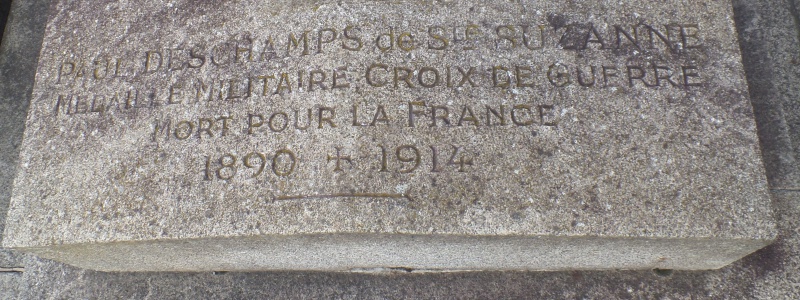 PAUL DESCHAMPS de STE SUZANNE
MEDAILLE MILITAIRE, CROIX DE GUERRE
MORT POUR LA FRANCE
1890 + 1914